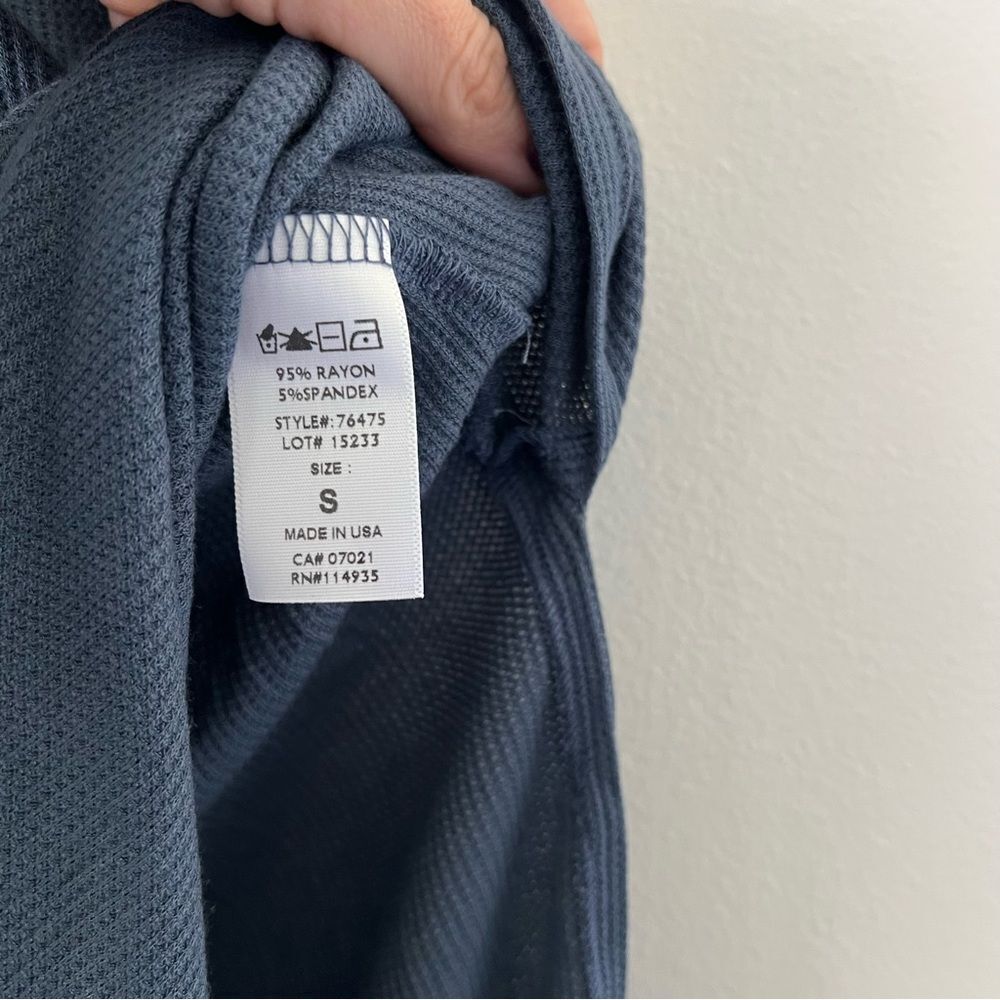 95% RAYON
5%SPANDEX
STYLE#: 76475
LOT# 15233
SIZE :
S
MADE IN USA
CA# 07021
RN#114935